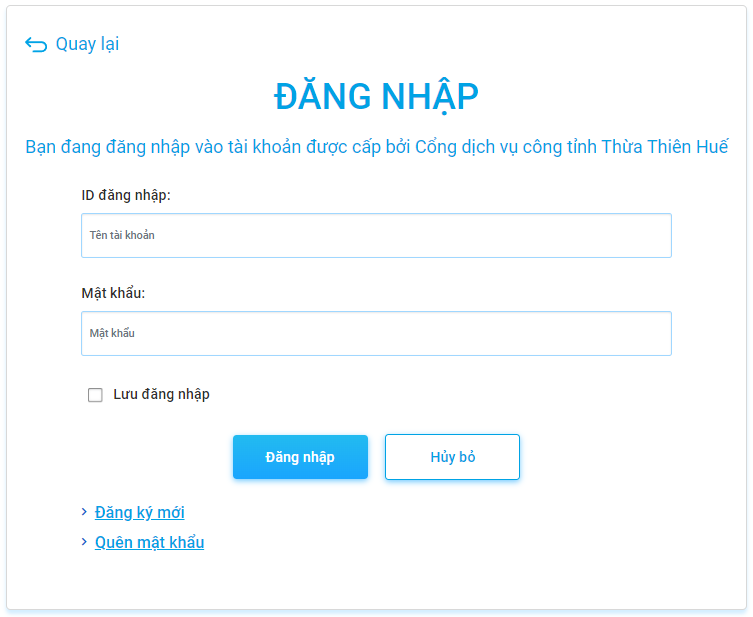 Quay lại
ĐĂNG NHẬP
Bạn đang đăng nhập vào tài khoản được cấp bởi Cổng dịch vụ công tỉnh Thừa Thiên Huế
ID đăng nhập:
Tên tài khoản
Mật khẩu:
Mật khẩu
Lưu đăng nhập
Đăng nhập
Hủy bỏ
Đăng ký mới
Quên mật khẩu